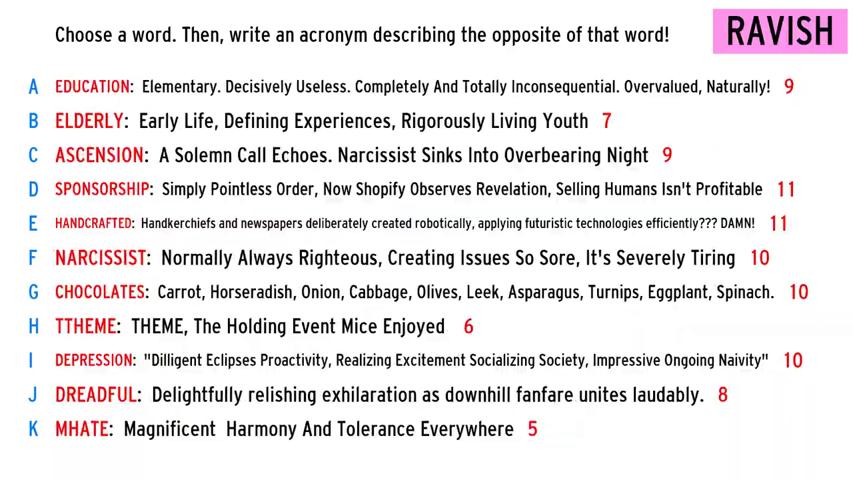 Choose a word. Then, write an acronym describing the opposite of that word!
RAVISH
A EDUCATION: Elementary. Decisively Useless. Completely And Totally Inconsequential. Overvalued, Naturally! 9
B ELDERLY: Early Life, Defining Experiences, Rigorously Living Youth 7
C ASCENSION: A Solemn Call Echoes. Narcissist Sinks Into Overbearing Night 9
D SPONSORSHIP: Simply Pointless Order, Now Shopify Observes Revelation, Selling Humans Isn't Profitable 11
E HANDCRAFTED: Handkerchiefs and newspapers deliberately created robotically, applying futuristic technologies efficiently??? DAMN! 11
F NARCISSIST: Normally Always Righteous, Creating Issues So Sore, It's Severely Tiring 10
G CHOCOLATES: Carrot, Horseradish, Onion, Cabbage, Olives, Leek, Asparagus, Turnips, Eggplant, Spinach. 10
H TTHEME: THEME, The Holding Event Mice Enjoyed 6
I DEPRESSION: "Dilligent Eclipses Proactivity, Realizing Excitement Socializing Society, Impressive Ongoing Naivity" 10
J DREADFUL: Delightfully relishing exhilaration as downhill fanfare unites laudably. 8
K MHATE: Magnificent Harmony And Tolerance Everywhere 5